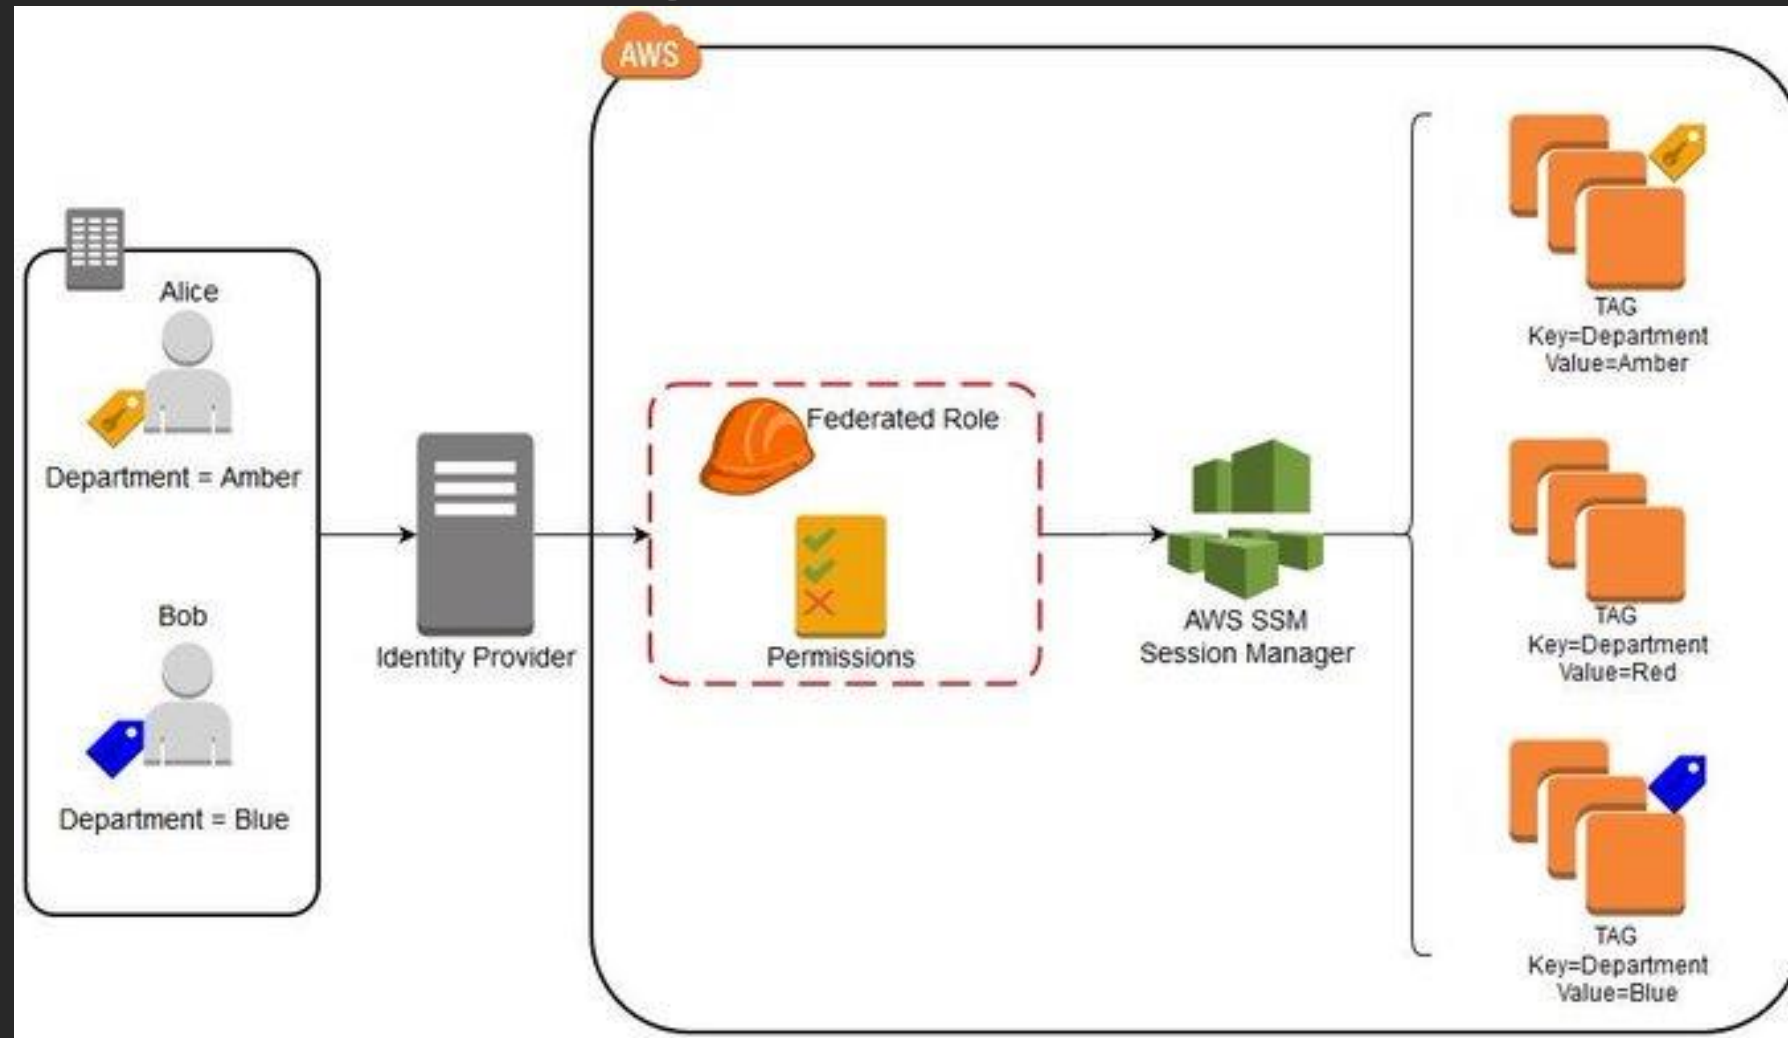 AWS
Alice
Department = Amber
Bob
Department = Blue
Identity Provider
Federated Role
Permissions
AWS SSM
Session Manager
TAG
Key=Department
Value=Amber
TAG
Key=Department
Value=Red
TAG
Key=Department
Value=Blue